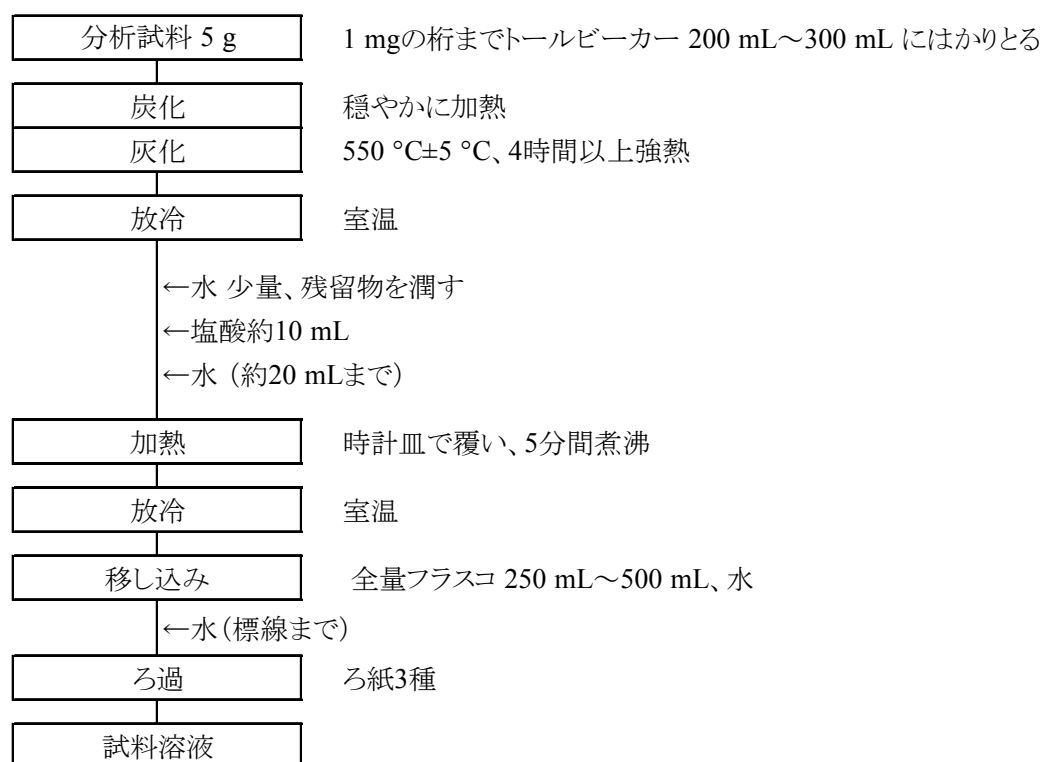 分析試料 5 g 1 mgの桁までトールビーカー 200 mL～300 mL にはかりとる
炭化 穏やかに加熱
灰化 550 °C±5 °C、4時間以上強熱
放冷 室温
←水 少量、残留物を潤す
←塩酸約10 mL
←水 （約20 mLまで）
加熱 時計皿で覆い、5分間煮沸
放冷 室温
移し込み 全量フラスコ 250 mL～500 mL、水
←水（標線まで）
ろ過 ろ紙3種
試料溶液